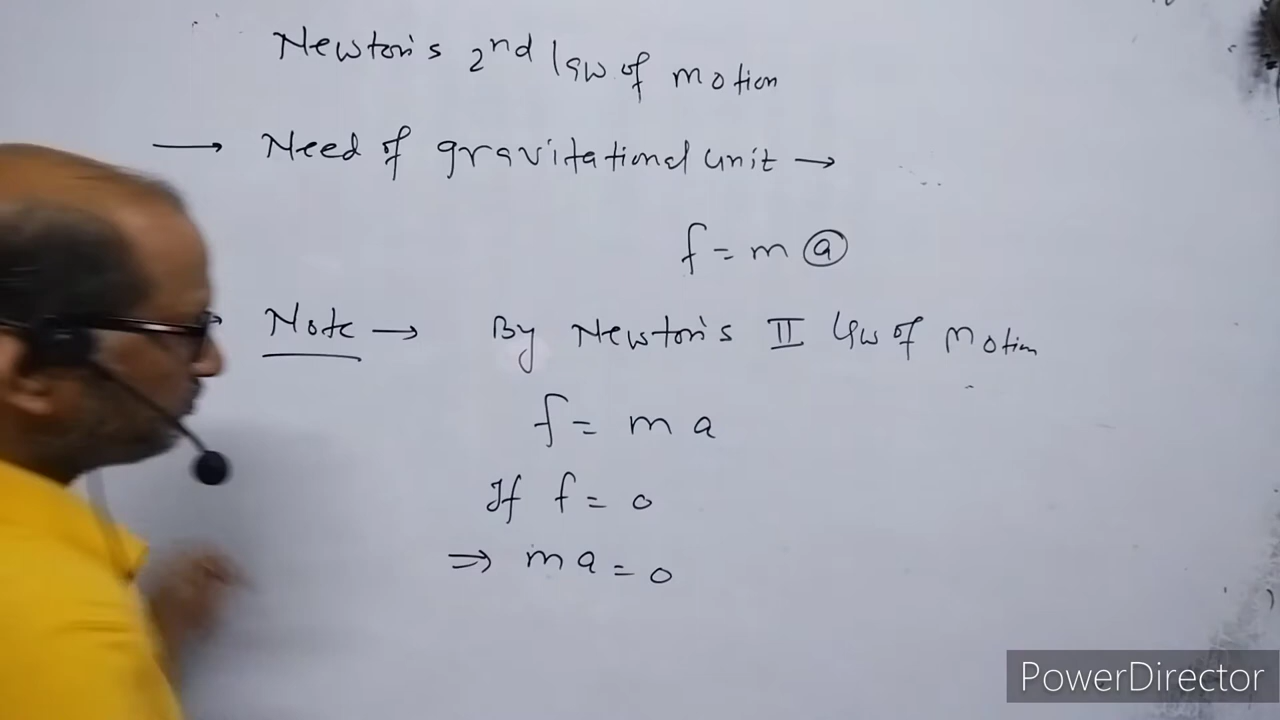 Newton's 2nd law of motion
→ Need of gravitational unit →
f = m a
Note → By Newton's II law of Motion
f = m a
If f = 0
⇒ m a = 0
PowerDirector